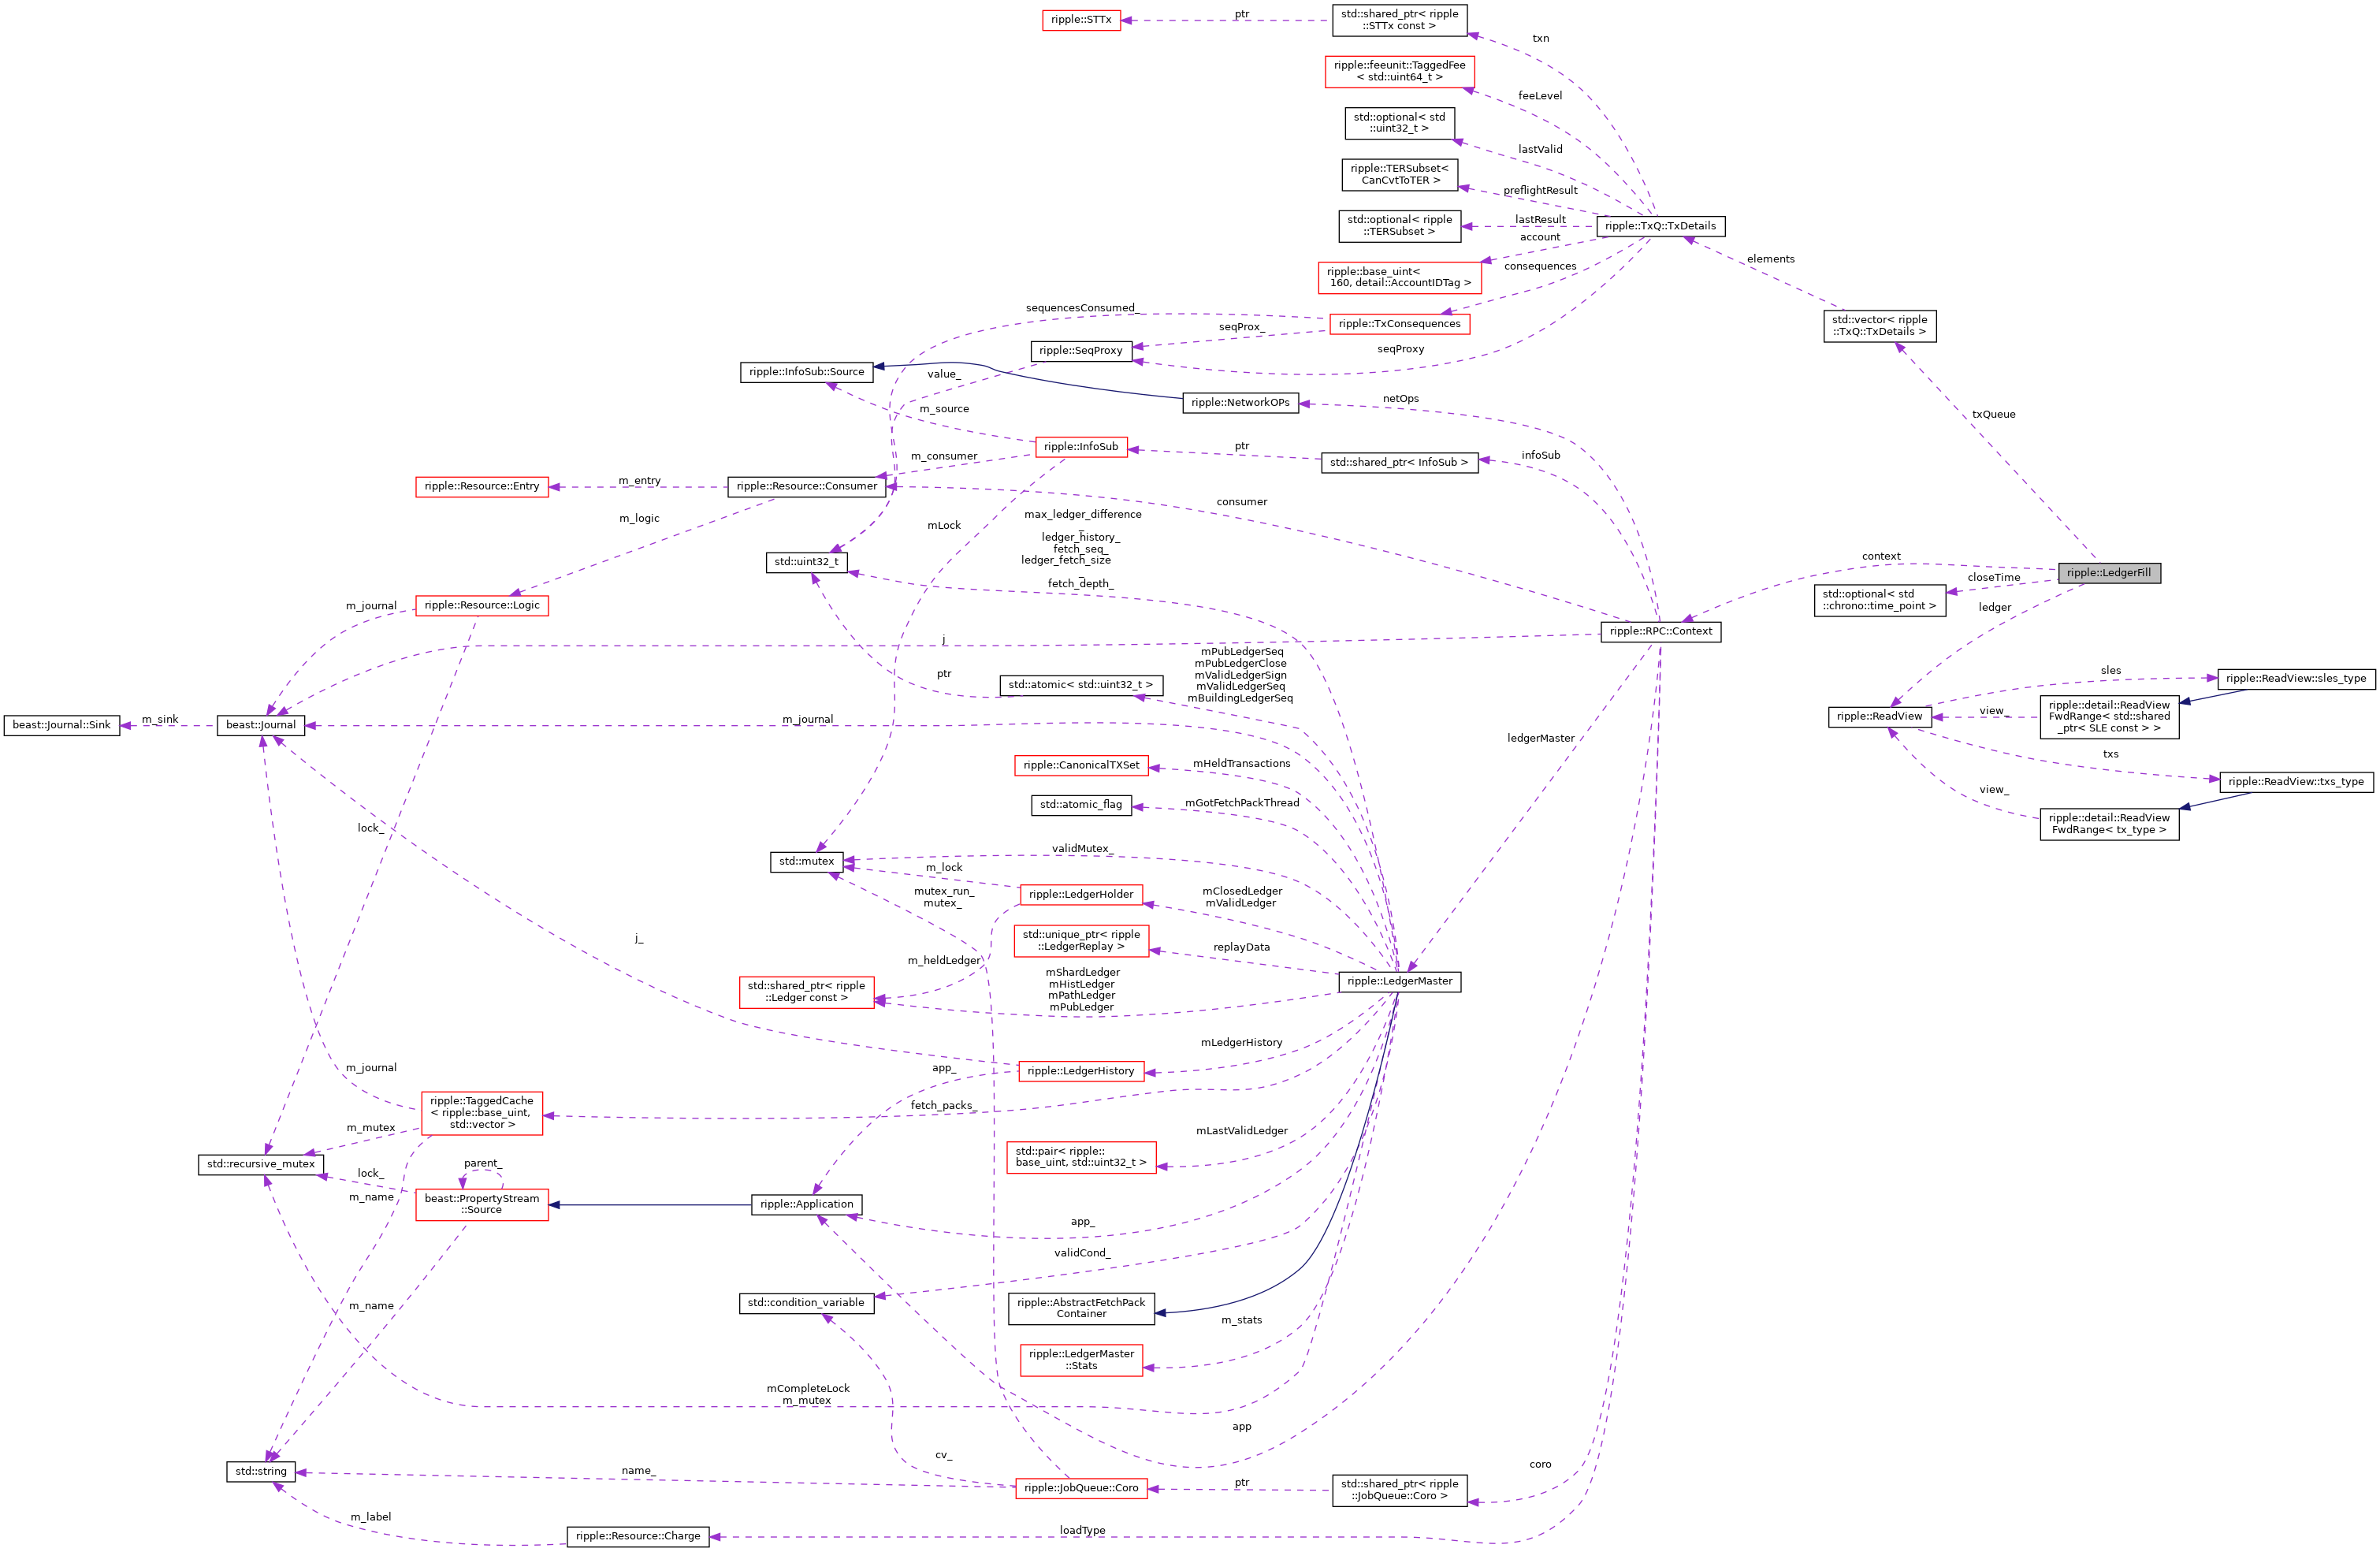 ripple::STTx
ptr
std::shared_ptr< ripple
::STTx const >
txn
ripple::feeunit::TaggedFee
< std::uint64_t >
feeLevel
std::optional< std
::uint32_t >
lastValid
ripple::TERSubset<
CanCvtToTER >
preflightResult
std::optional< ripple
::TERSubset >
lastResult
ripple::TxQ::TxDetails
account
ripple::base_uint<
160, detail::AccountIDTag >
consequences
elements
sequencesConsumed_
ripple::TxConsequences
std::vector< ripple
::TxQ::TxDetails >
seqProx_
ripple::SeqProxy
seqProxy
ripple::InfoSub::Source
value_
ripple::NetworkOPs
netOps
m_source
txQueue
ripple::InfoSub
ptr
std::shared_ptr< InfoSub >
infoSub
m_consumer
ripple::Resource::Entry
m_entry
ripple::Resource::Consumer
consumer
m_logic
mLock
max_ledger_difference
_
ledger_history_
fetch_seq_
ledger_fetch_size
_
fetch_depth_
std::uint32_t
context
ripple::LedgerFill
closeTime
std::optional< std
::chrono::time_point >
ledger
ripple::Resource::Logic
m_journal
ripple::RPC::Context
j
mPubLedgerSeq
mPubLedgerClose
mValidLedgerSign
mValidLedgerSeq
mBuildingLedgerSeq
ptr
std::atomic< std::uint32_t >
sles
ripple::ReadView::sles_type
ripple::ReadView
view_
ripple::detail::ReadView
FwdRange< std::shared
_ptr< SLE const > >
beast::Journal::Sink
m_sink
beast::Journal
m_journal
ledgerMaster
txs
ripple::CanonicalTXSet
mHeldTransactions
ripple::ReadView::txs_type
view_
std::atomic_flag
mGotFetchPackThread
ripple::detail::ReadView
FwdRange< tx_type >
lock_
std::mutex
validMutex_
m_lock
mutex_run_
mutex_
ripple::LedgerHolder
mClosedLedger
mValidLedger
j_
std::unique_ptr< ripple
::LedgerReplay >
replayData
m_heldLedger
std::shared_ptr< ripple
::Ledger const >
mShardLedger
mHistLedger
mPathLedger
mPubLedger
ripple::LedgerMaster
mLedgerHistory
ripple::LedgerHistory
app_
m_journal
ripple::TaggedCache
< ripple::base_uint,
std::vector >
fetch_packs_
m_mutex
mLastValidLedger
std::pair< ripple::
base_uint, std::uint32_t >
std::recursive_mutex
parent_
lock_
m_name
beast::PropertyStream
::Source
ripple::Application
app_
validCond_
m_name
std::condition_variable
ripple::AbstractFetchPack
Container
m_stats
ripple::LedgerMaster
::Stats
mCompleteLock
m_mutex
app
cv_
coro
std::string
name_
ripple::JobQueue::Coro
ptr
std::shared_ptr< ripple
::JobQueue::Coro >
m_label
ripple::Resource::Charge
loadType